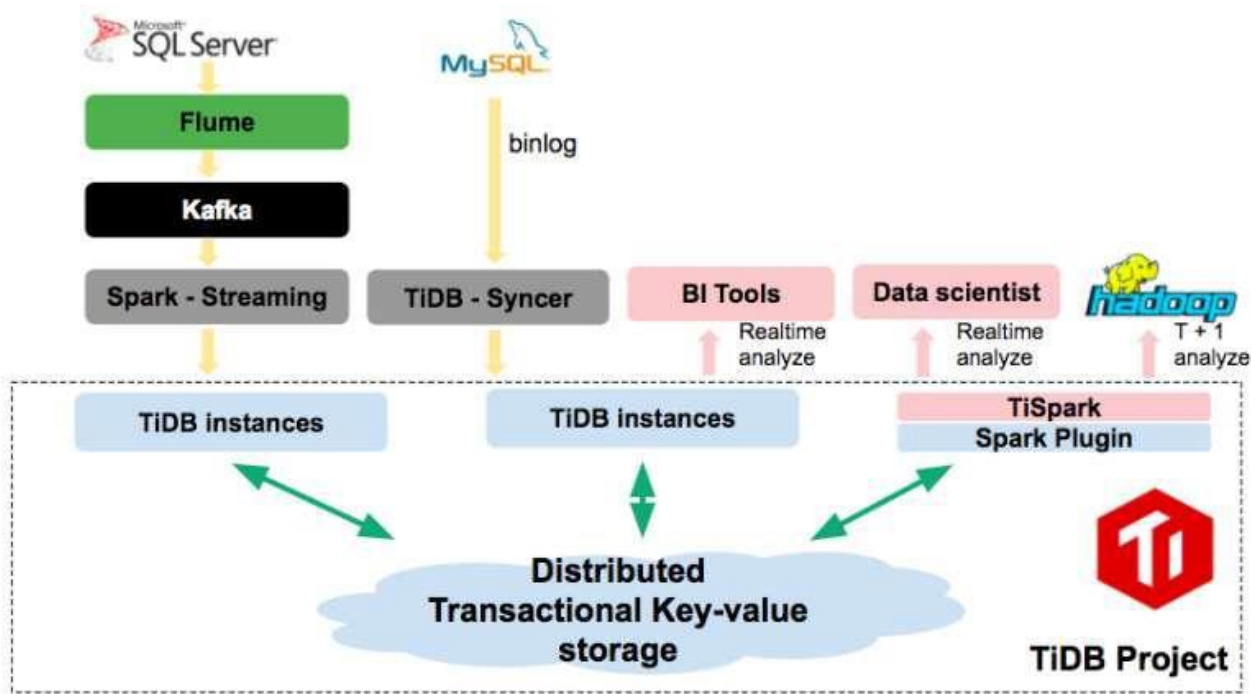 Microsoft
SQL Server
MySQL
Flume
binlog
Kafka
Spark - Streaming
TiDB - Syncer
BI Tools
Data scientist
hadoop
Realtime
analyze
Realtime
analyze
T + 1
analyze
TiDB instances
TiDB instances
TiSpark
Spark Plugin
Distributed
Transactional Key-value
storage
Ti
TiDB Project